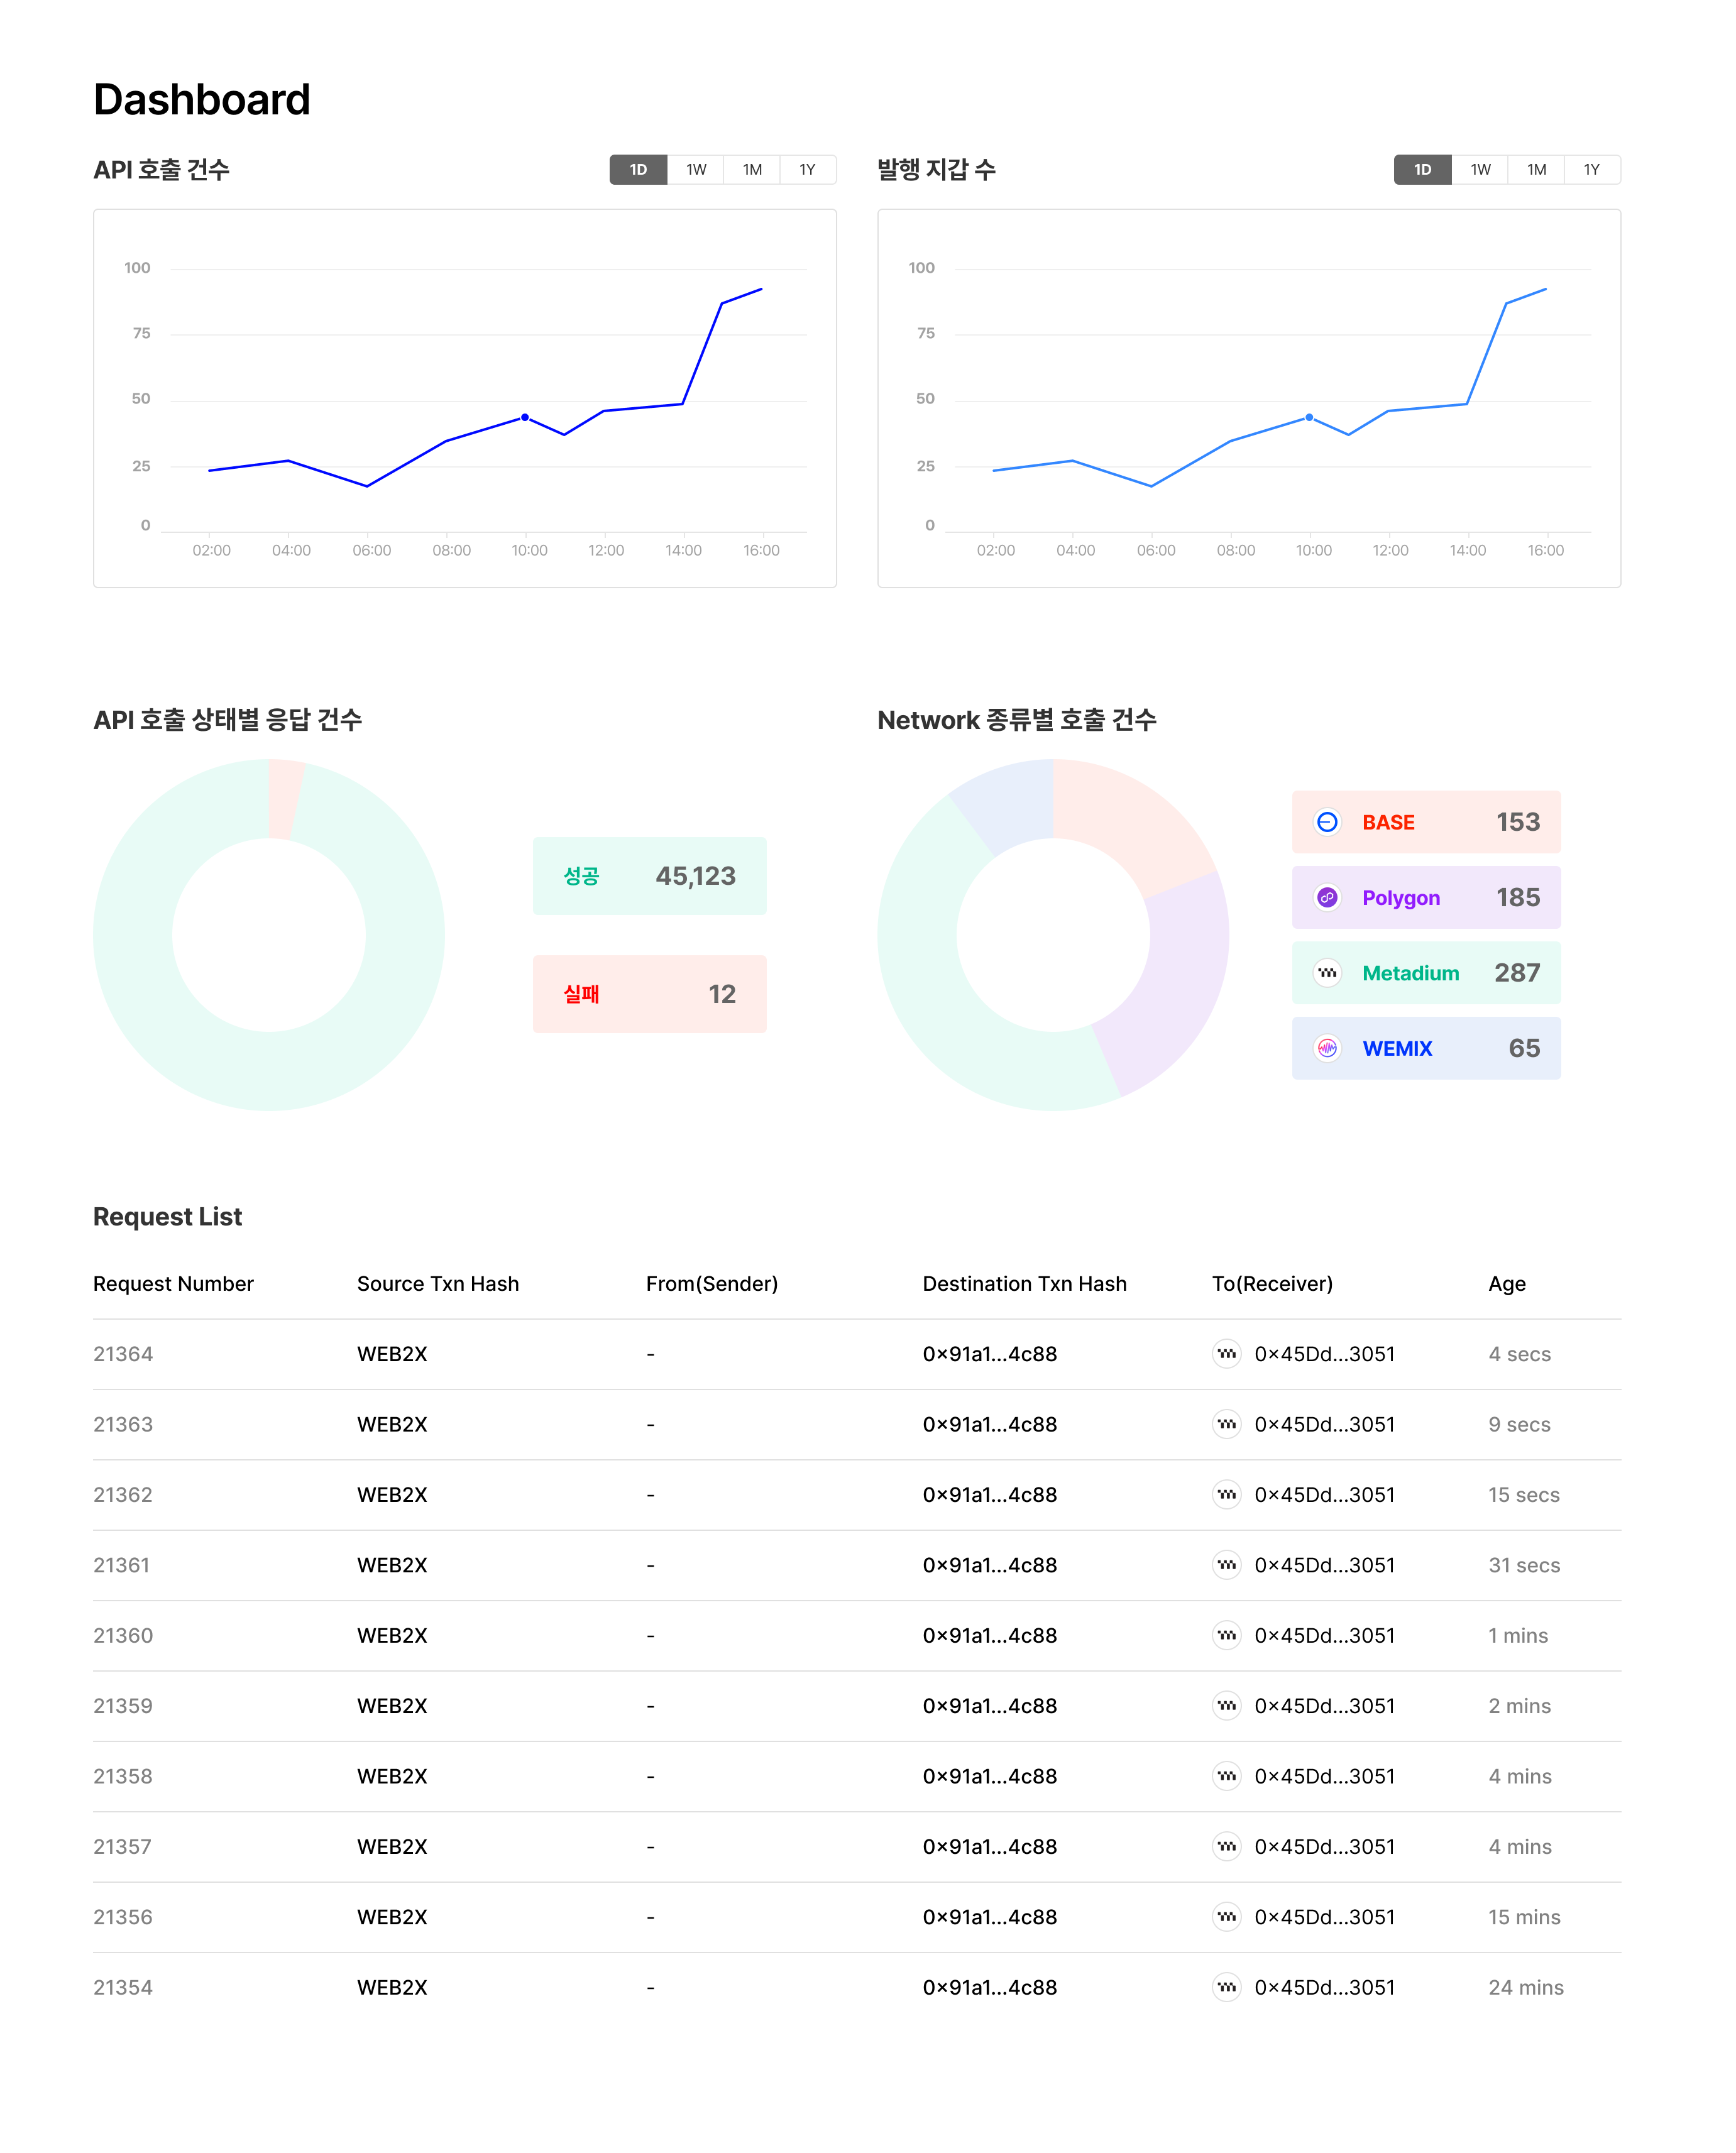 Dashboard
API 호출 건수 1D 1W 1M 1Y
발행 지갑 수 1D 1W 1M 1Y
100
75
50
25
0
02:00 04:00 06:00 08:00 10:00 12:00 14:00 16:00
100
75
50
25
0
02:00 04:00 06:00 08:00 10:00 12:00 14:00 16:00
API 호출 상태별 응답 건수
성공 45,123
실패 12
Network 종류별 호출 건수
BASE 153
Polygon 185
Metadium 287
WEMIX 65
Request List
Request Number Source Txn Hash From(Sender) Destination Txn Hash To(Receiver) Age
21364 WEB2X - 0×91a1...4c88 0×45Dd...3051 4 secs
21363 WEB2X - 0×91a1...4c88 0×45Dd...3051 9 secs
21362 WEB2X - 0×91a1...4c88 0×45Dd...3051 15 secs
21361 WEB2X - 0×91a1...4c88 0×45Dd...3051 31 secs
21360 WEB2X - 0×91a1...4c88 0×45Dd...3051 1 mins
21359 WEB2X - 0×91a1...4c88 0×45Dd...3051 2 mins
21358 WEB2X - 0×91a1...4c88 0×45Dd...3051 4 mins
21357 WEB2X - 0×91a1...4c88 0×45Dd...3051 4 mins
21356 WEB2X - 0×91a1...4c88 0×45Dd...3051 15 mins
21354 WEB2X - 0×91a1...4c88 0×45Dd...3051 24 mins